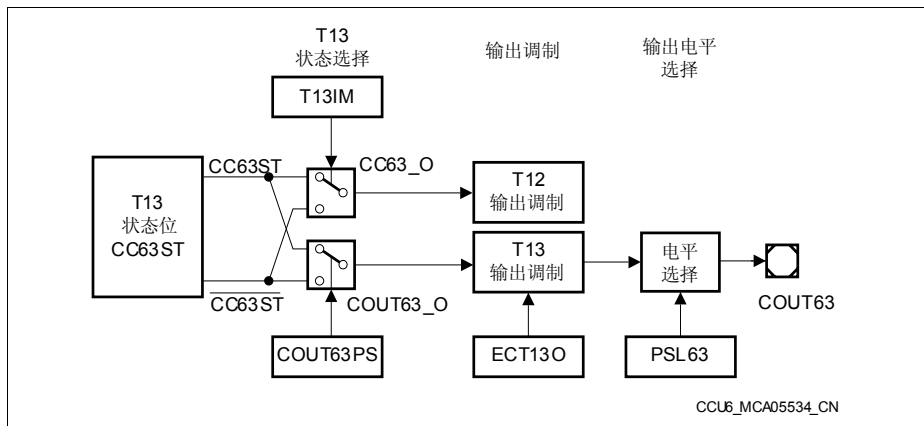 T13
状态选择
输出调制
输出电平
选择
T13IM
CC63ST
CC63_O
T13
状态位
CC63ST
T12
输出调制
T13
输出调制
电平
选择
CC63ST
COUT63_O
COUT63
COUT63PS
ECT13O
PSL63
CCU6_MCA05534_CN